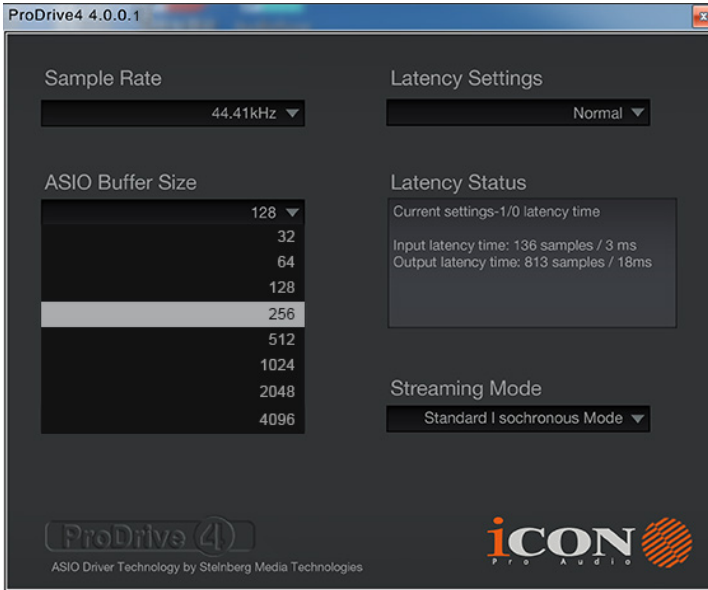 ProDrive4 4.0.0.1
Sample Rate
44.41kHz
Latency Settings
Normal
ASIO Buffer Size
128
32
64
128
256
512
1024
2048
4096
Latency Status
Current settings-1/0 latency time
Input latency time: 136 samples / 3 ms
Output latency time: 813 samples / 18ms
Streaming Mode
Standard I sochronous Mode
ProDrive 4
ASIO Driver Technology by Stelnberg Media Technologies
iCON
Pro Audio